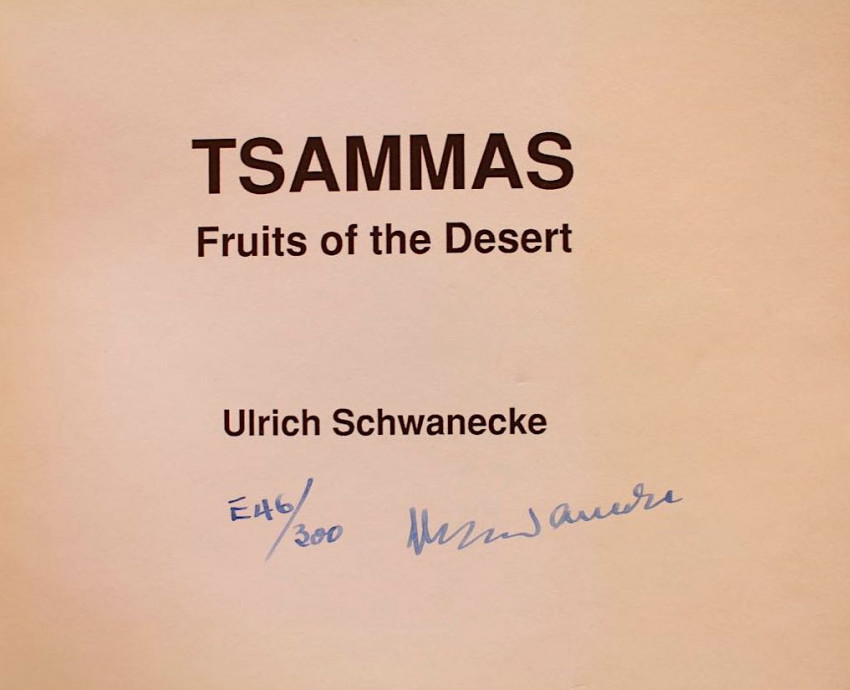 TSAMMAS
Fruits of the Desert
Ulrich Schwanecke
E46/300